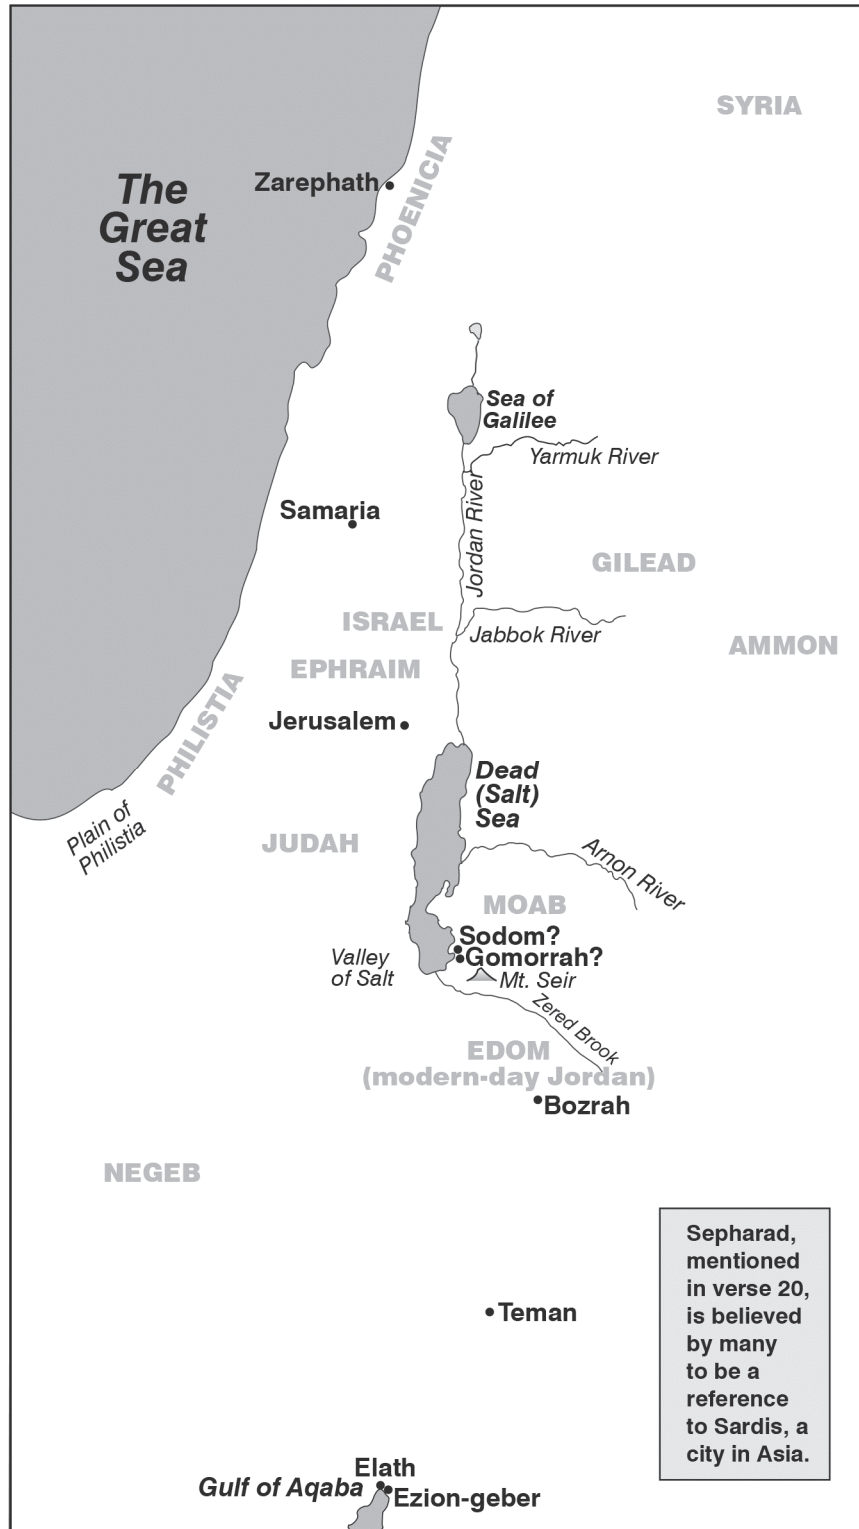 SYRIA
PHOENICIA
Zarephath
The
Great
Sea
Sea of
Galilee
Yarmuk River
Jordan River
Samaria
GILEAD
ISRAEL
Jabbok River
AMMON
EPHRAIM
PHILISTIA
Jerusalem
Dead
(Salt)
Sea
Plain of
Philistia
JUDAH
Arnon River
MOAB
Sodom?
Gomorrah?
Valley
of Salt
Mt. Seir
Zered Brook
EDOM
(modern-day Jordan)
Bozrah
NEGEB
Sepharad,
mentioned
in verse 20,
is believed
by many
to be a
reference
to Sardis, a
city in Asia.
Teman
Elath
Gulf of Aqaba
Ezion-geber